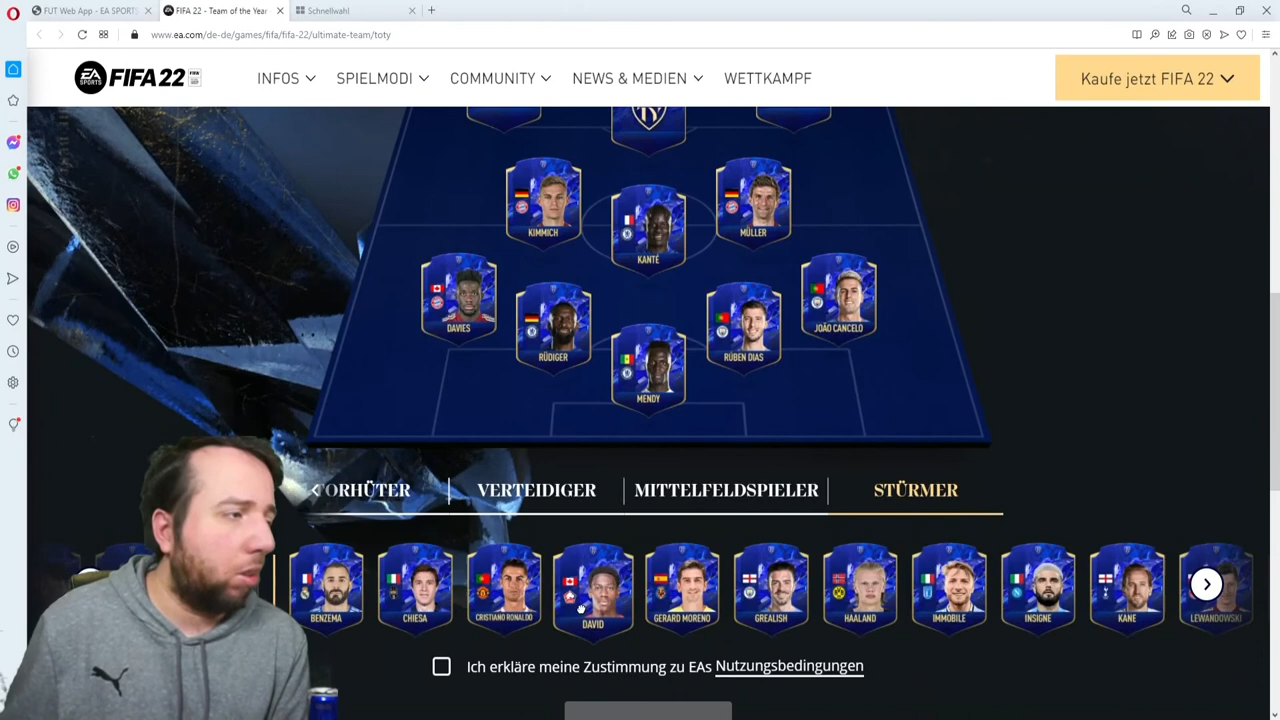 FUT Web App - EA SPORT
FIFA 22 - Team of the Year
Schnellwahl
www.ea.com/de-de/games/fifa/fifa-22/ultimate-team/toty
EA SPORTS FIFA 22
INFOS
SPIELMODI
COMMUNITY
NEWS & MEDIEN
WETTKAMPF
Kaufe jetzt FIFA 22
KIMMICH
KANTÉ
MÜLLER
DAVIES
RÜDIGER
MENDY
RÚBEN DIAS
JOÃO CANCELO
TORHÜTER
VERTEIDIGER
MITTELFELDSPIELER
STÜRMER
BENZEMA
CHIESA
CRISTIANO RONALDO
DAVID
GERARD MORENO
GREALISH
HAALAND
IMMOBILE
INSIGNE
KANE
LEWANDOWSKI
Ich erkläre meine Zustimmung zu EAs Nutzungsbedingungen